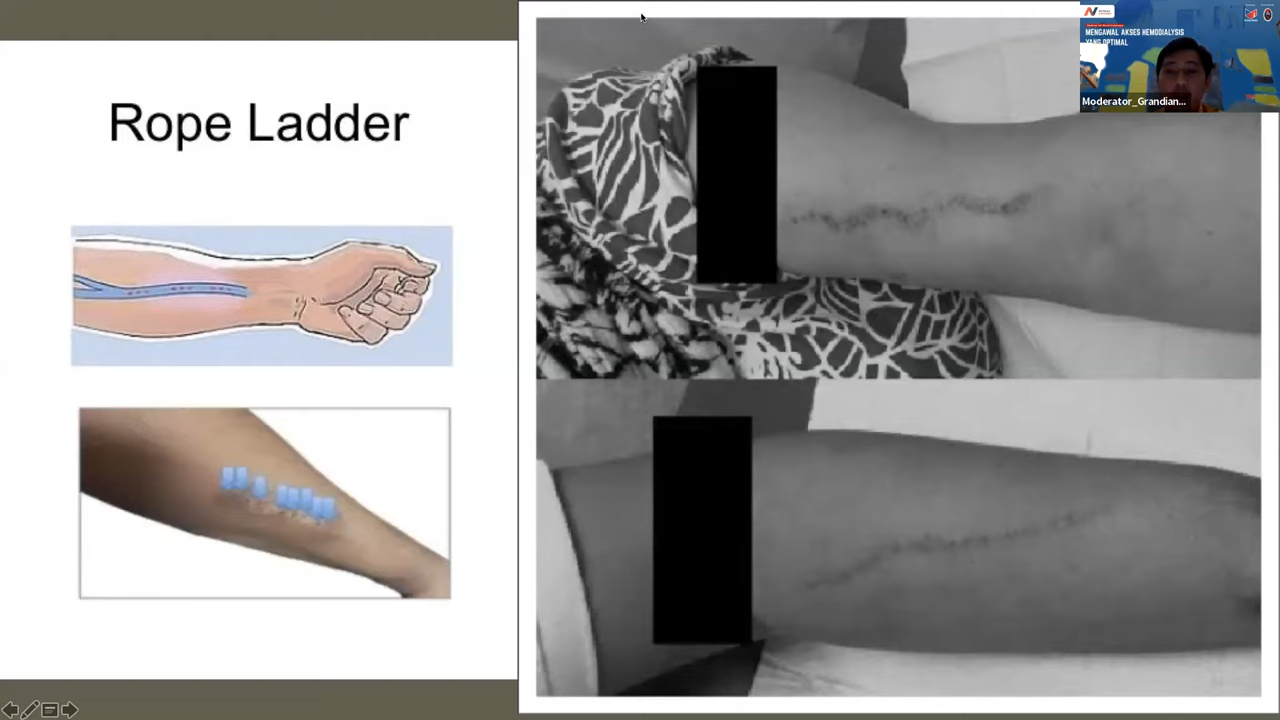 Rope Ladder
MENGAWAL AKSES HEMODIALYSIS
YANG OPTIMAL
Moderator_Grandian...